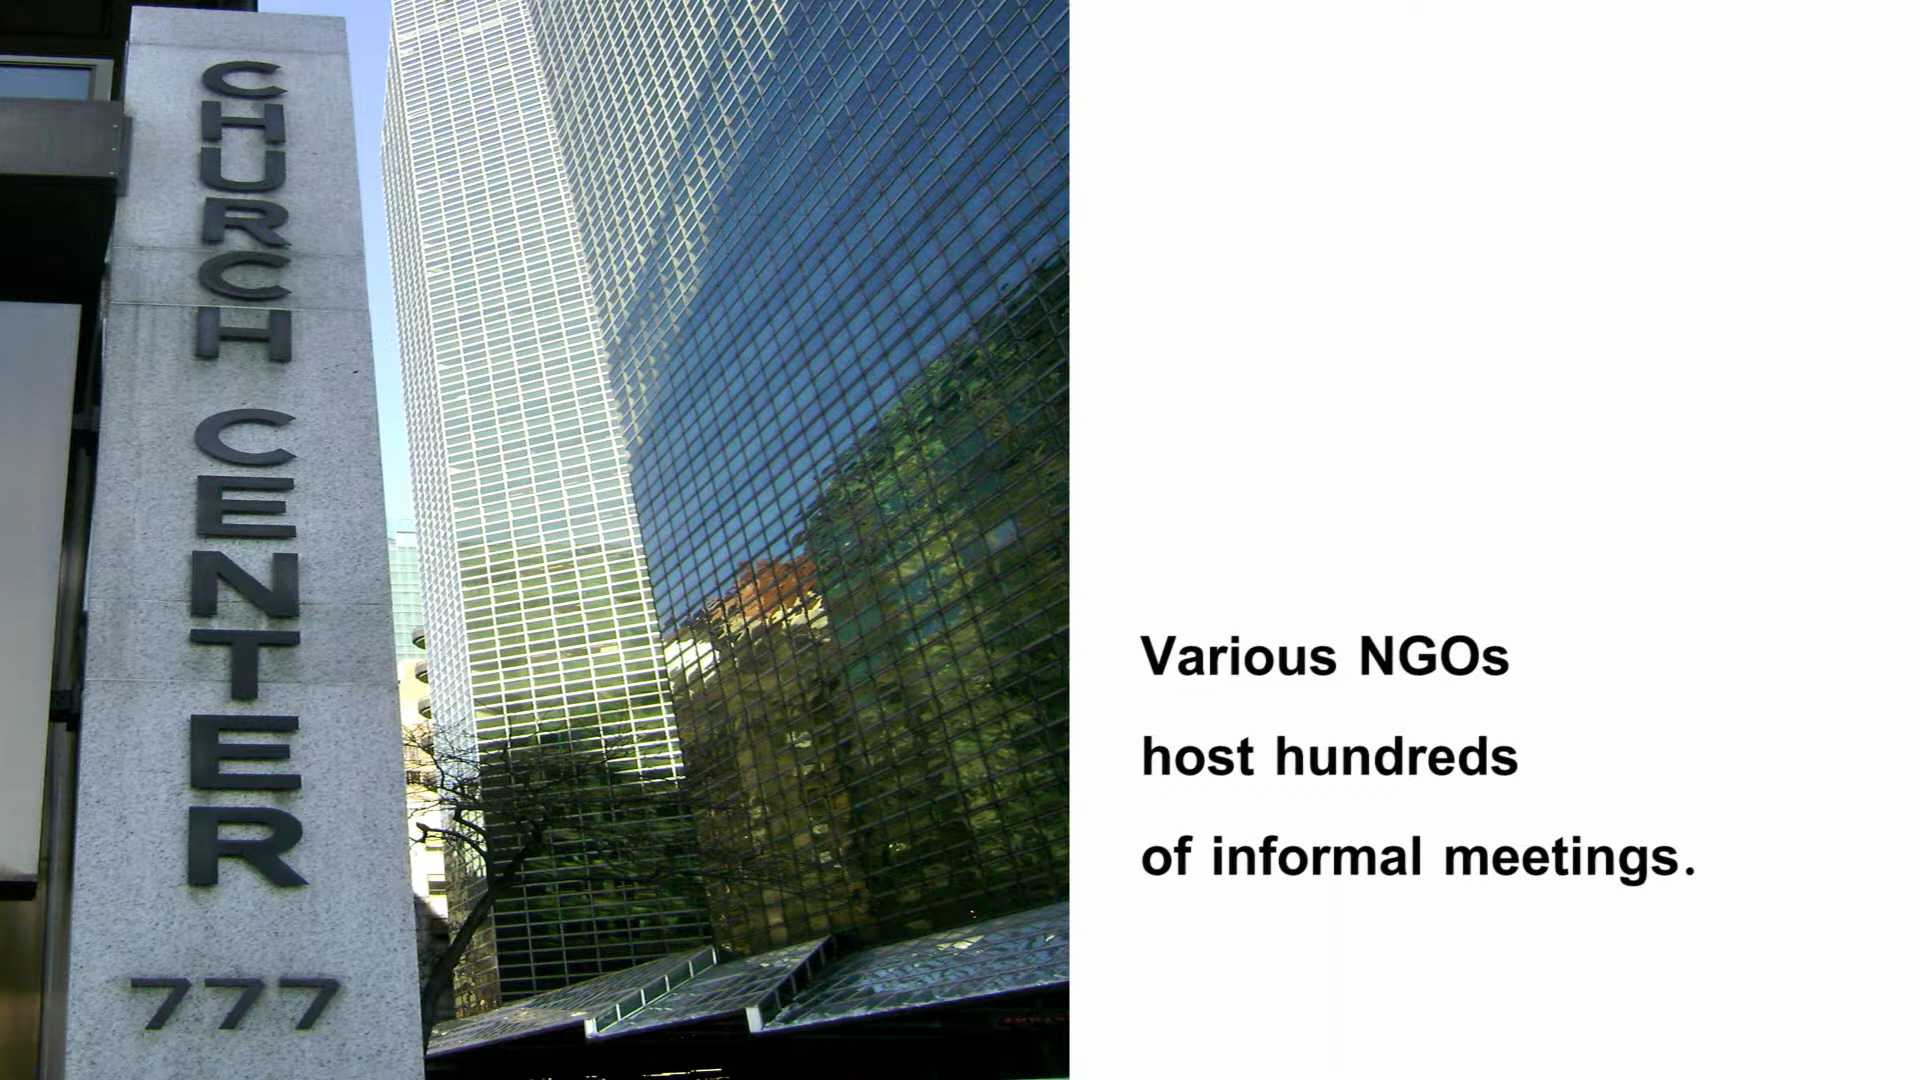 CHURCH CENTER
777
Various NGOs
host hundreds
of informal meetings.